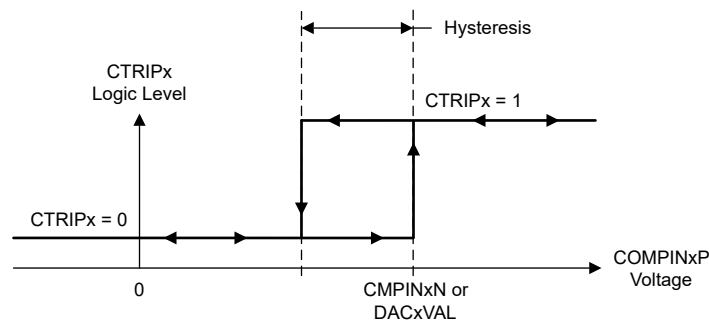 Hysteresis
CTRIPx
Logic Level
CTRIPx = 1
CTRIPx = 0
COMPINxP
Voltage
0
CMPINxN or
DACxVAL